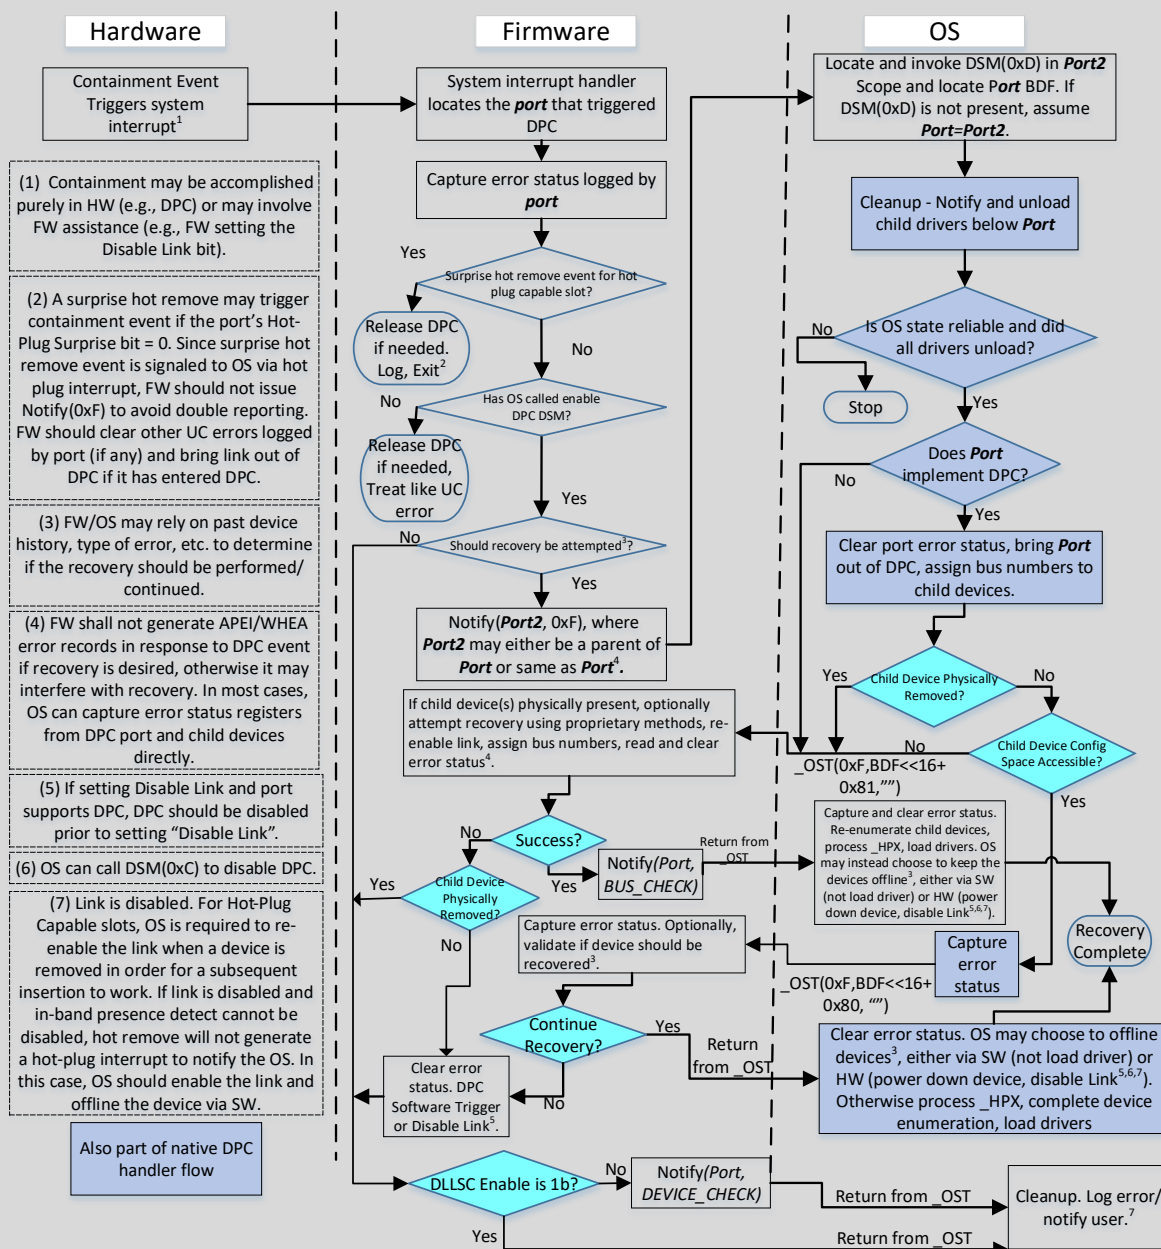 Hardware
Firmware
OS
Containment Event
Triggers system
interrupt1
System interrupt handler
locates the port that triggered
DPC
Locate and invoke DSM(0xD) in Port2
Scope and locate Port BDF. If
DSM(0xD) is not present, assume
Port=Port2.
(1) Containment may be accomplished
purely in HW (e.g., DPC) or may involve
FW assistance (e.g., FW setting the
Disable Link bit).
Capture error status logged by
port
Cleanup - Notify and unload
child drivers below Port
(2) A surprise hot remove may trigger
containment event if the port's Hot-
Plug Surprise bit = 0. Since surprise hot
remove event is signaled to OS via hot
plug interrupt, FW should not issue
Notify(0xF) to avoid double reporting.
FW should clear other UC errors logged
by port (if any) and bring link out of
DPC if it has entered DPC.
Yes
Surprise hot remove event for hot
plug capable slot?
Release DPC
if needed.
Log, Exit2
No
No
Is OS state reliable and did
all drivers unload?
Stop
Yes
No
Has OS called enable
DPC DSM?
Release DPC
if needed,
Treat like UC
error
Yes
Does Port
implement DPC?
No
Yes
(3) FW/OS may rely on past device
history, type of error, etc. to determine
if the recovery should be performed/
continued.
No
Should recovery be attempted3?
Yes
Clear port error status, bring Port
out of DPC, assign bus numbers to
child devices.
(4) FW shall not generate APEI/WHEA
error records in response to DPC event
if recovery is desired, otherwise it may
interfere with recovery. In most cases,
OS can capture error status registers
from DPC port and child devices
directly.
Notify(Port2, 0xF), where
Port2 may either be a parent of
Port or same as Port4.
Yes
Child Device Physically
Removed?
No
If child device(s) physically present, optionally
attempt recovery using proprietary methods, re-
enable link, assign bus numbers, read and clear
error status4.
No
Child Device Config
Space Accessible?
_OST(0xF,BDF<<16+
0x81,"")
Yes
(5) If setting Disable Link and port
supports DPC, DPC should be disabled
prior to setting "Disable Link".
(6) OS can call DSM(0xC) to disable DPC.
No
Success?
Yes
Notify(Port,
BUS_CHECK)
Return from
_OST
Capture and clear error status.
Re-enumerate child devices,
process _HPX, load drivers. OS
may instead choose to keep the
devices offline3, either via SW
(not load driver) or HW (power
down device, disable Link5,6,7).
Yes
Child Device
Physically
Removed?
No
(7) Link is disabled. For Hot-Plug
Capable slots, OS is required to re-
enable the link when a device is
removed in order for a subsequent
insertion to work. If link is disabled and
in-band presence detect cannot be
disabled, hot remove will not generate
a hot-plug interrupt to notify the OS. In
this case, OS should enable the link and
offline the device via SW.
Capture error status. Optionally,
validate if device should be
recovered3.
Capture
error
status
Recovery
Complete
_OST(0xF,BDF<<16+
0x80, "")
Continue
Recovery?
Yes
Return
from _OST
No
Clear error
status. DPC
Software Trigger
or Disable Link5.
Clear error status. OS may choose to offline
devices3, either via SW (not load driver) or
HW (power down device, disable Link5,6,7).
Otherwise process _HPX, complete device
enumeration, load drivers
Also part of native DPC
handler flow
DLLSC Enable is 1b?
No
Notify(Port,
DEVICE_CHECK)
Return from _OST
Cleanup. Log error/
notify user.7
Yes
Return from _OST